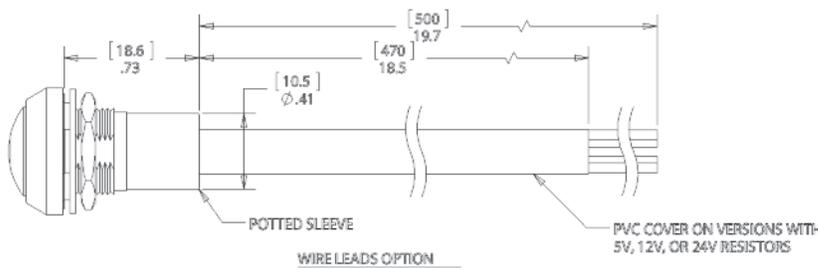 [500]
19.7
[18.6]
.73
[470]
18.5
[10.5]
Ø.41
POTTED SLEEVE
PVC COVER ON VERSIONS WITH
5V, 12V, OR 24V RESISTORS
WIRE LEADS OPTION